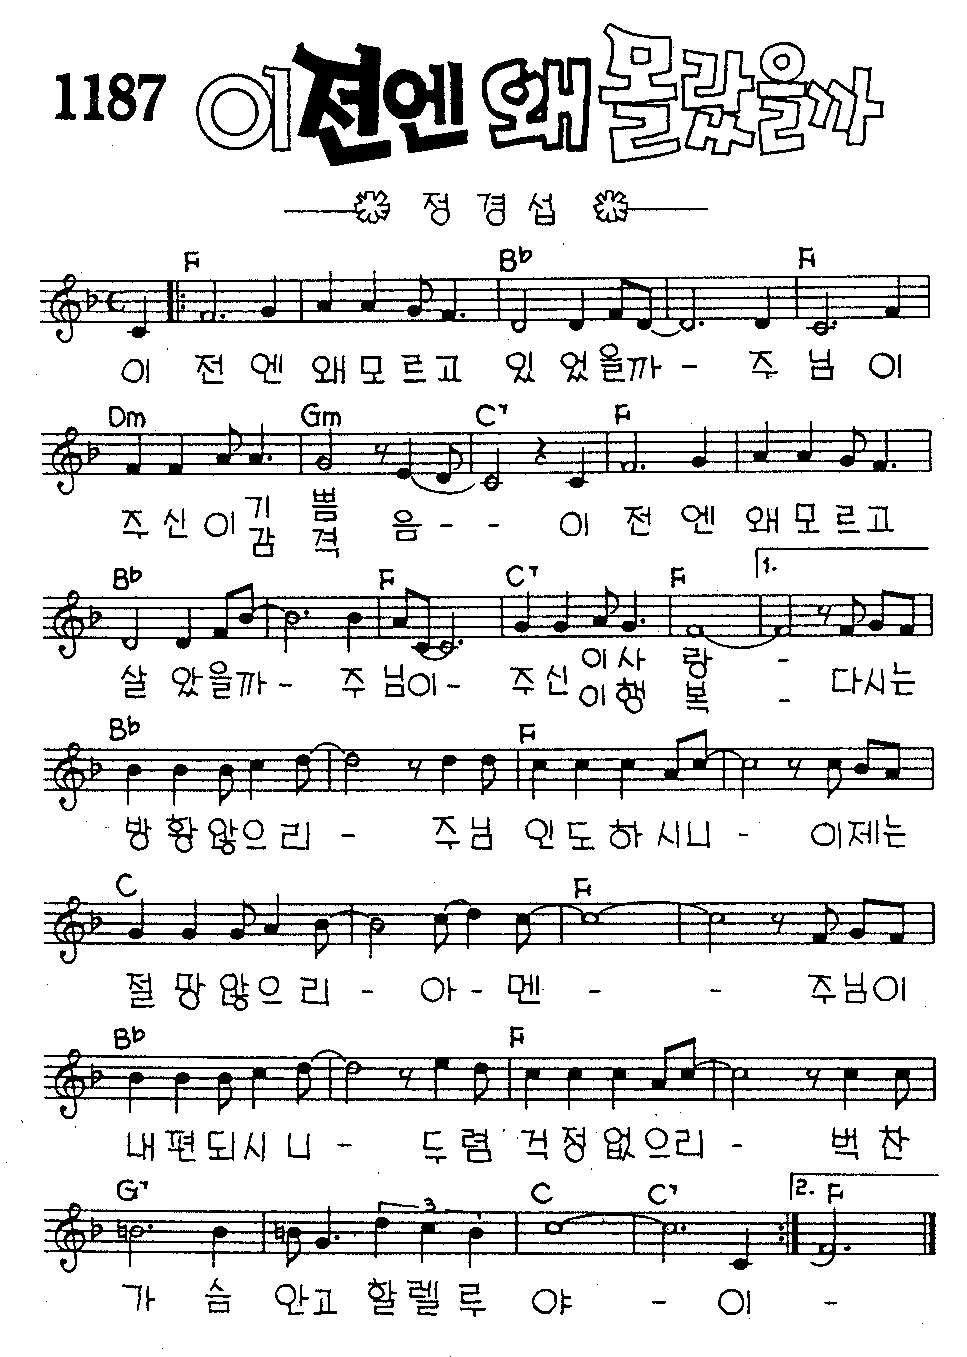 1187 이전엔 왜 몰랐을까
정경섭
F Bb F
이 전 엔 왜 모 르 고 있 었 을까 - 주 님 이
Dm Gm C7 F
주 신 이 기 쁨 음 - - 이 전 엔 왜 모 르 고
감 격
Bb F C7 F 1.
살 았 을까 - 주 님이 - 주 신 이 사 랑 - 다시는
이 행 복 -
Bb F
방 황 않으 리 - 주 님 인 도 하 시 니 - 이제는
C F
절 망 않으 리 - 아 - 멘 - - 주님이
Bb F
내 편 되 시 니 - 두 렴 걱 정 없 으 리 - 벅 찬
G7 3 C C7 2. F
가 슴 안고 할 렐 루 야 - 이 -